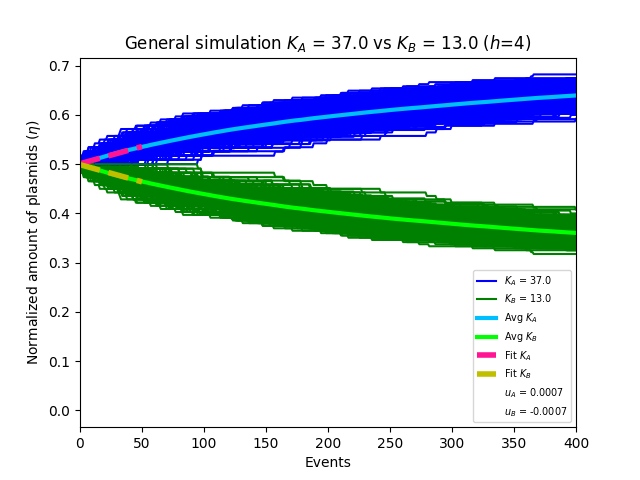 General simulation K_A = 37.0 vs K_B = 13.0 (h=4)
Normalized amount of plasmids (η)
0.7
0.6
0.5
0.4
0.3
0.2
0.1
0.0
K_A = 37.0
K_B = 13.0
Avg K_A
Avg K_B
Fit K_A
Fit K_B
u_A = 0.0007
u_B = -0.0007
0 50 100 150 200 250 300 350 400
Events